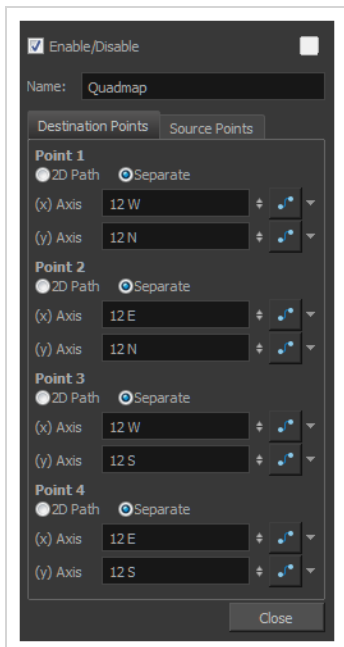 Enable/Disable
Name: Quadmap
Destination Points Source Points
Point 1
2D Path Separate
(x) Axis 12 W
(y) Axis 12 N
Point 2
2D Path Separate
(x) Axis 12 E
(y) Axis 12 N
Point 3
2D Path Separate
(x) Axis 12 W
(y) Axis 12 S
Point 4
2D Path Separate
(x) Axis 12 E
(y) Axis 12 S
Close